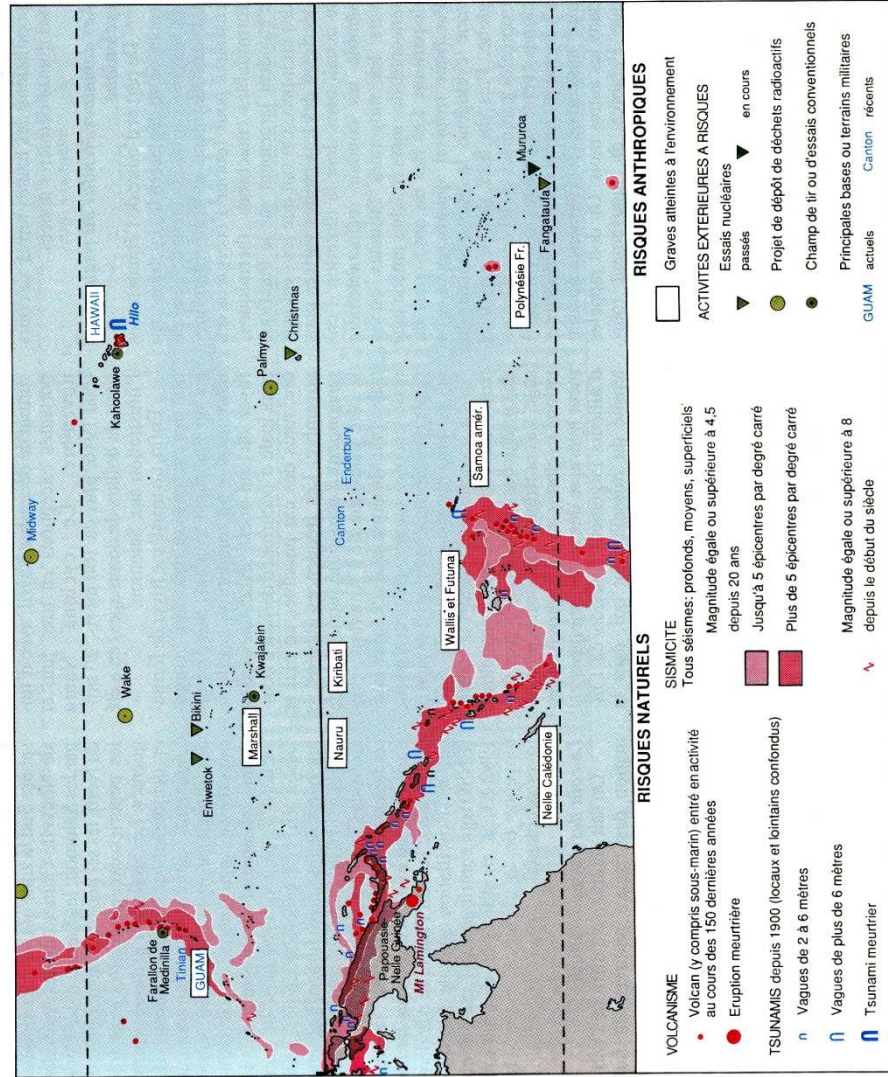 Midway
HAWAII
Hilo
Kahoolawe
Wake
Palmyre
Christmas
Bikini
Eniwetok
Kwajalein
Marshall
Farallon de
Medinilla
Tinian
GUAM
Nauru
Kiribati
Canton
Enderbury
Papouasie-
Nelle Guinée
Mt Lamington
Wallis et Futuna
Samoa amér.
Polynésie Fr.
Mururoa
Fangataula
Nelle Calédonie
RISQUES NATURELS
VOLCANISME
Volcan (y compris sous-marin) entré en activité
au cours des 150 dernières années
Eruption meurtrière
TSUNAMIS depuis 1900 (locaux et lointains confondus)
Vagues de 2 à 6 mètres
Vagues de plus de 6 mètres
Tsunami meurtrier
SISMICITE
Tous séismes: profonds, moyens, superficiels
Magnitude égale ou supérieure à 4,5
depuis 20 ans
Jusqu'à 5 épicentres par degré carré
Plus de 5 épicentres par degré carré
Magnitude égale ou supérieure à 8
depuis le début du siècle
RISQUES ANTHROPIQUES
Graves atteintes à l'environnement
ACTIVITES EXTERIEURES A RISQUES
Essais nucléaires
passés en cours
Projet de dépôt de déchets radioactifs
Champ de tir ou d'essais conventionnels
Principales bases ou terrains militaires
GUAM actuels Canton récents